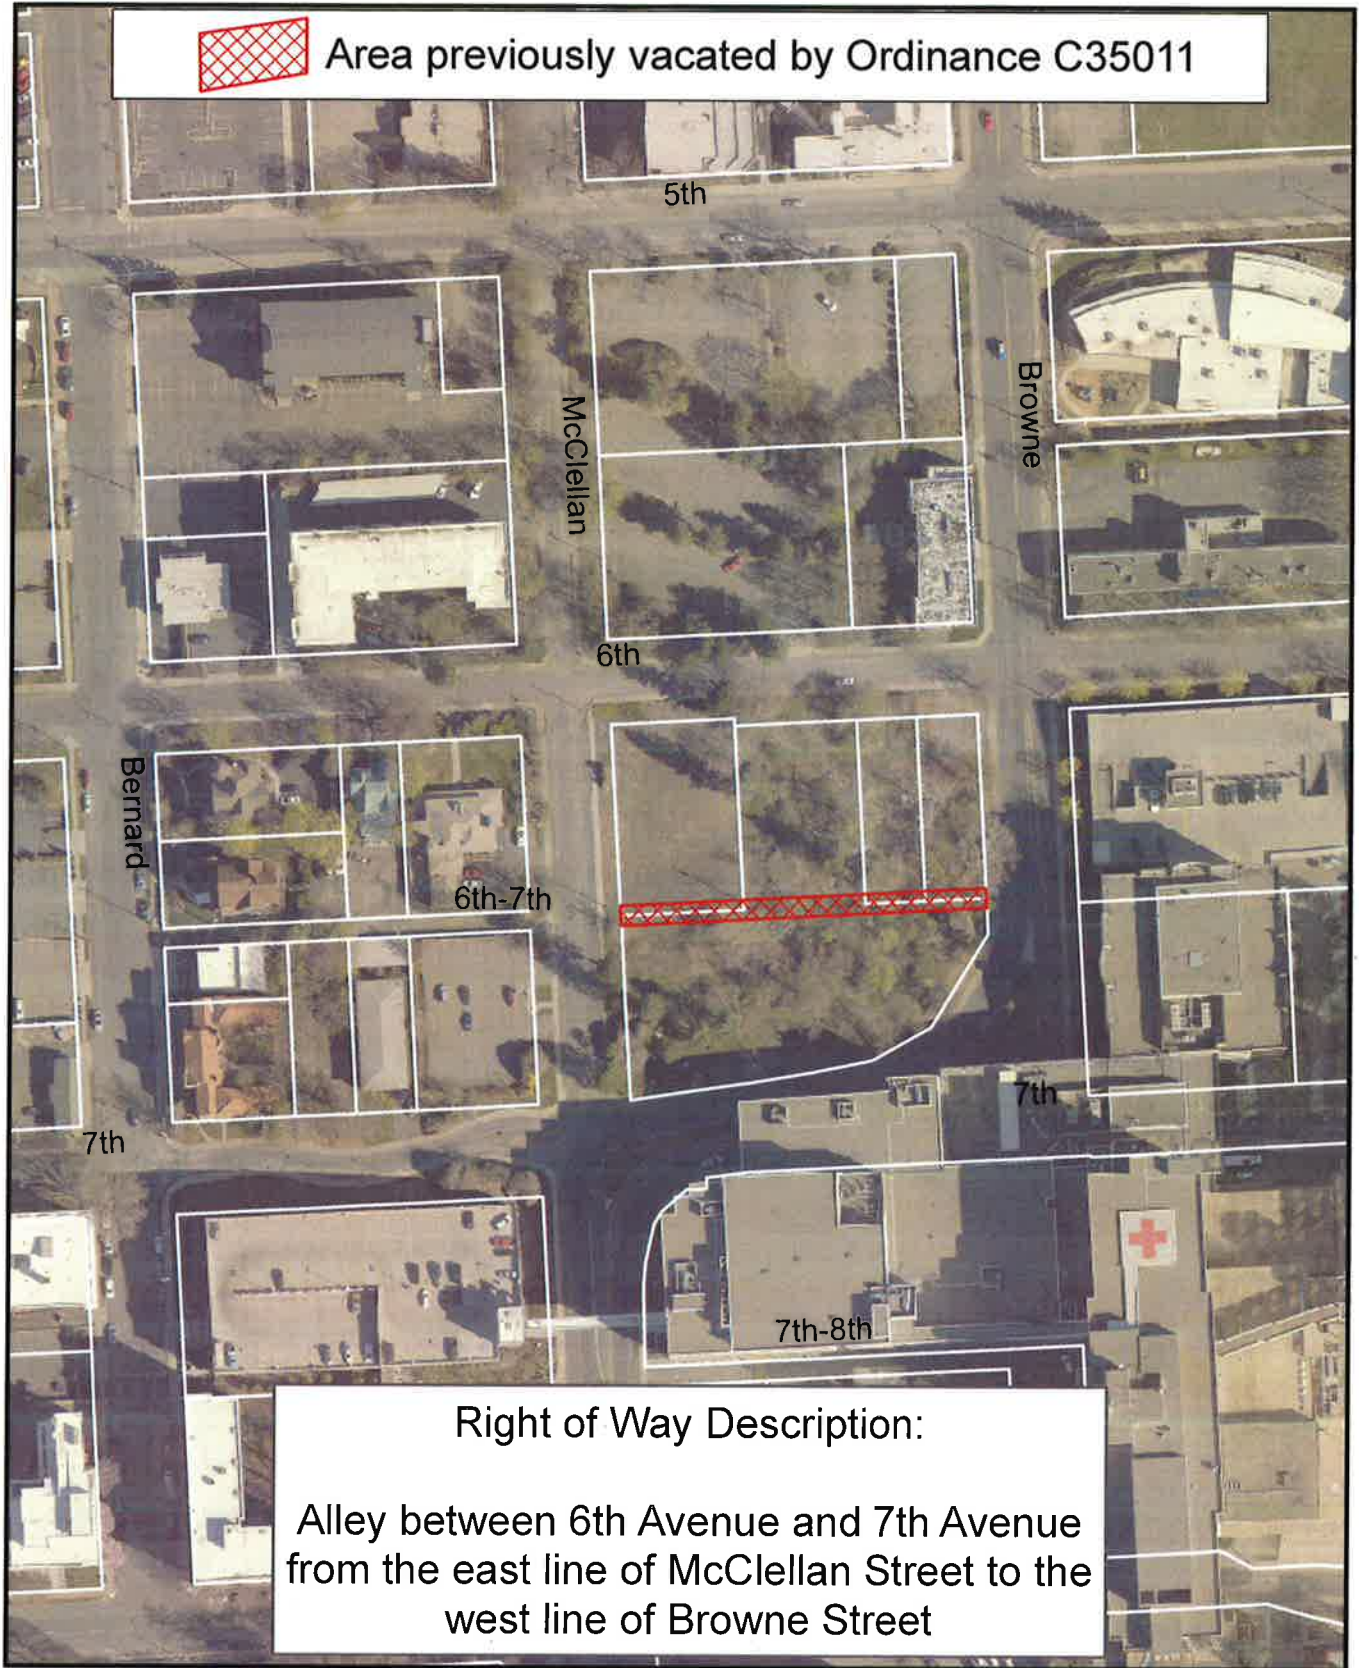 Area previously vacated by Ordinance C35011
5th
McClellan
Browne
6th
Bernard
6th-7th
7th
7th
7th-8th
Right of Way Description:
Alley between 6th Avenue and 7th Avenue
from the east line of McClellan Street to the
west line of Browne Street